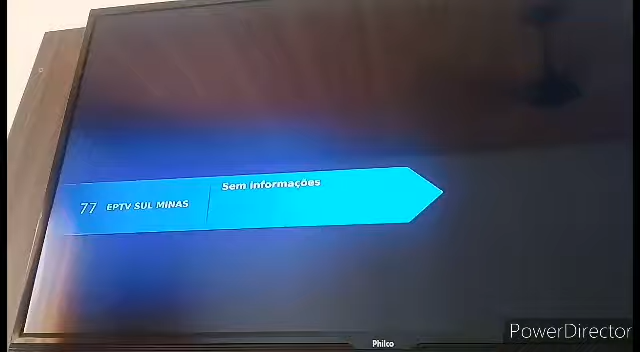 Sem informações
77 EPTV SUL MINAS
Philco
PowerDirector